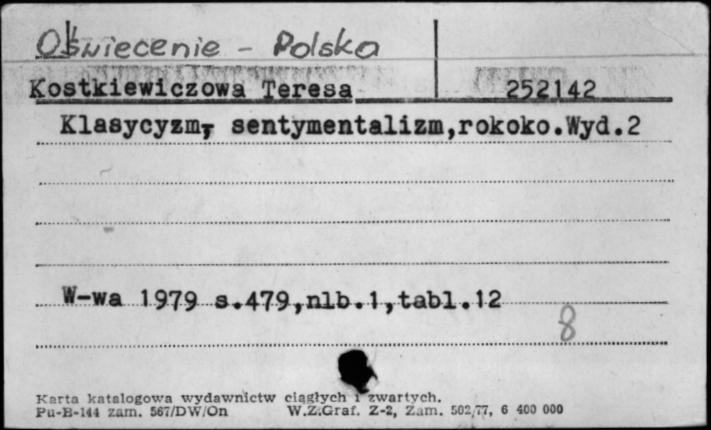 Oświecenie - Polska
Kostkiewiczowa Teresa 252142
Klasycyzm, sentymentalizm,rokoko.Wyd.2
W-wa 1979 s.479,nlb.1,tabl.12
8
Karta katalogowa wydawnictw ciągłych i zwartych.
Pu-B-144 zam. 567/DW/On W.Z.Graf. Z-2, Zam. 502/77, 6 400 000